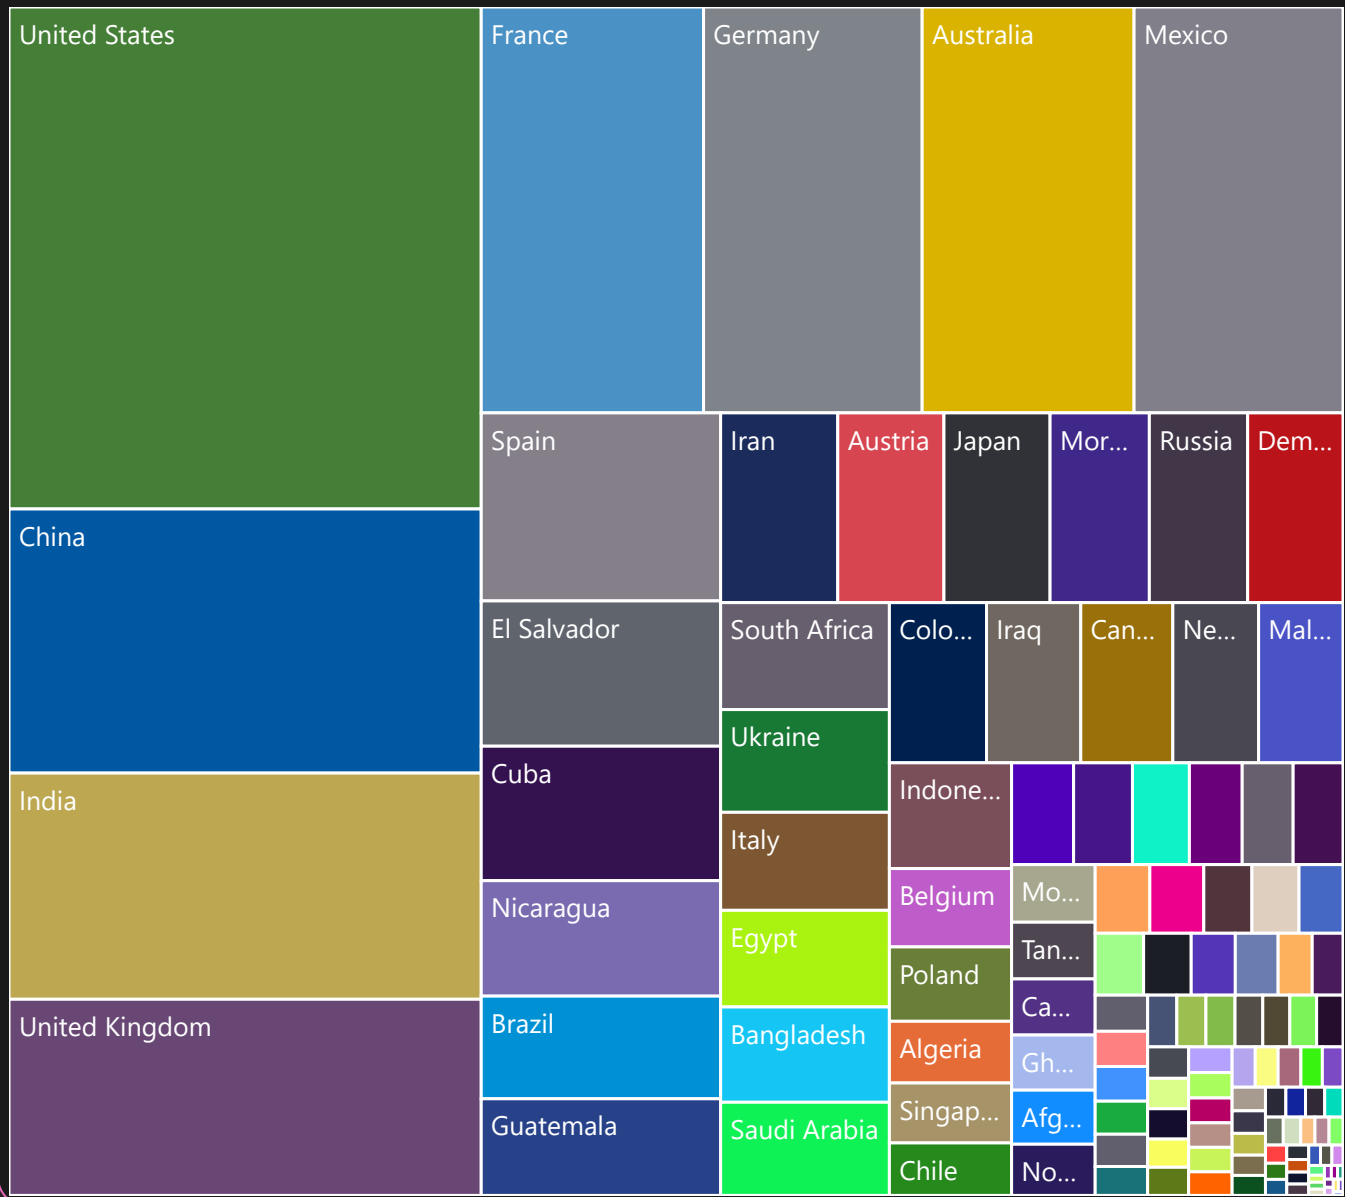 United States
France
Germany
Australia
Mexico
Spain
Iran
Austria
Japan
Mor...
Russia
Dem...
China
El Salvador
South Africa
Colo...
Iraq
Can...
Ne...
Mal...
Ukraine
Cuba
India
Indone...
Italy
Nicaragua
Belgium
Mo...
Egypt
Tan...
Poland
Ca...
United Kingdom
Brazil
Bangladesh
Algeria
Gh...
Singap...
Afg...
Guatemala
Saudi Arabia
Chile
No...